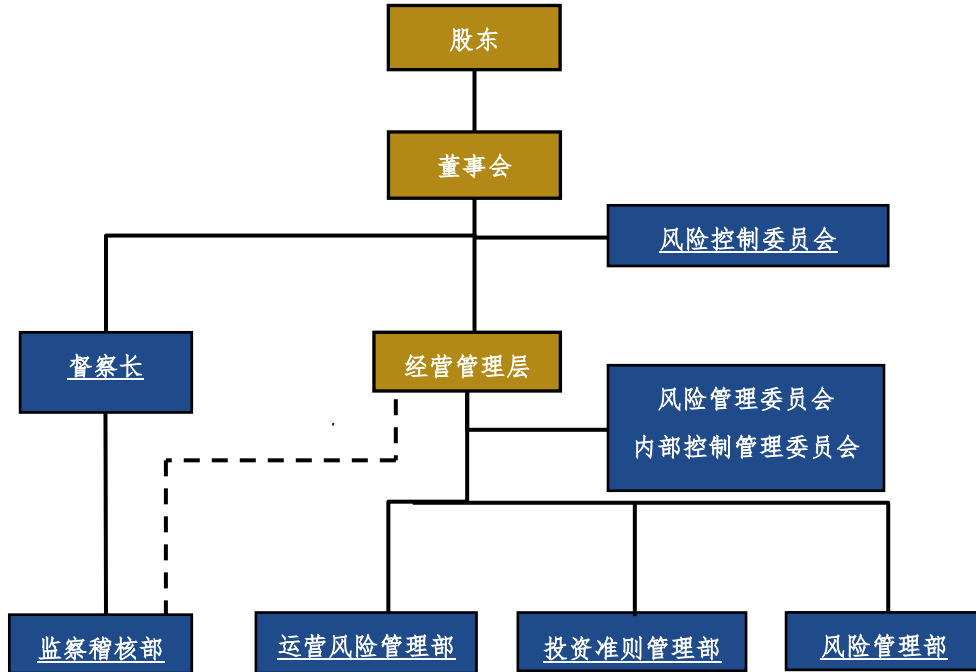 股东
董事会
风险控制委员会
督察长
经营管理层
风险管理委员会
内部控制管理委员会
监察稽核部
运营风险管理部
投资准则管理部
风险管理部